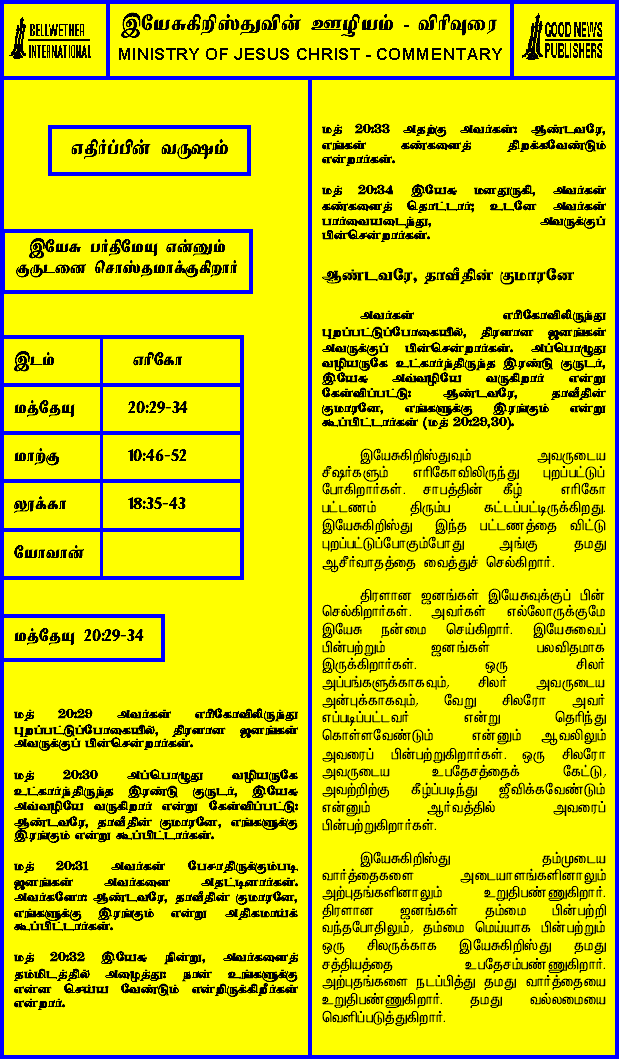 BELLWETHER
INTERNATIONAL
இயேசுகிறிஸ்துவின் ஊழியம் - விரிவுரை
MINISTRY OF JESUS CHRIST - COMMENTARY
GOOD NEWS
PUBLISHERS
எதிர்ப்பின் வருஷம்
இயேசு பர்திமேயு என்னும்
குருடனை சொஸ்தமாக்குகிறார்
இடம் எரிகோ
மத்தேயு 20:29-34
மாற்கு 10:46-52
லூக்கா 18:35-43
யோவான்
மத்தேயு 20:29-34
மத் 20:29 அவர்கள் எரிகோவிலிருந்து
புறப்பட்டுப்போகையில், திரளான ஜனங்கள்
அவருக்குப் பின்சென்றார்கள்.
மத் 20:30 அப்பொழுது வழியருகே
உட்கார்ந்திருந்த இரண்டு குருடர், இயேசு
அவ்வழியே வருகிறார் என்று கேள்விப்பட்டு:
ஆண்டவரே, தாவீதின் குமாரனே, எங்களுக்கு
இரங்கும் என்று கூப்பிட்டார்கள்.
மத் 20:31 அவர்கள் பேசாதிருக்கும்படி
ஜனங்கள் அவர்களை அதட்டினார்கள்.
அவர்களோ: ஆண்டவரே, தாவீதின் குமாரனே,
எங்களுக்கு இரங்கும் என்று அதிகமாய்க்
கூப்பிட்டார்கள்.
மத் 20:32 இயேசு நின்று, அவர்களைத்
தம்மிடத்தில் அழைத்து: நான் உங்களுக்கு
என்ன செய்ய வேண்டும் என்றிருக்கிறீர்கள்
என்றார்.
மத் 20:33 அதற்கு அவர்கள்: ஆண்டவரே,
எங்கள் கண்களைத் திறக்கவேண்டும்
என்றார்கள்.
மத் 20:34 இயேசு மனதுருகி, அவர்கள்
கண்களைத் தொட்டார்; உடனே அவர்கள்
பார்வையடைந்து, அவருக்குப்
பின்சென்றார்கள்.
ஆண்டவரே, தாவீதின் குமாரனே
அவர்கள் எரிகோவிலிருந்து
புறப்பட்டுப்போகையில், திரளான ஜனங்கள்
அவருக்குப் பின்சென்றார்கள். அப்பொழுது
வழியருகே உட்கார்ந்திருந்த இரண்டு குருடர்,
இயேசு அவ்வழியே வருகிறார் என்று
கேள்விப்பட்டு: ஆண்டவரே, தாவீதின்
குமாரனே, எங்களுக்கு இரங்கும் என்று
கூப்பிட்டார்கள் (மத் 20:29,30).
இயேசுகிறிஸ்துவும் அவருடைய
சீஷர்களும் எரிகோவிலிருந்து புறப்பட்டுப்
போகிறார்கள். சாபத்தின் கீழ் எரிகோ
பட்டணம் திரும்ப கட்டப்பட்டிருக்கிறது.
இயேசுகிறிஸ்து இந்த பட்டணத்தை விட்டு
புறப்பட்டுப்போகும்போது அங்கு தமது
ஆசீர்வாதத்தை வைத்துச் செல்கிறார்.
திரளான ஜனங்கள் இயேசுவுக்குப் பின்
செல்கிறார்கள். அவர்கள் எல்லோருக்குமே
இயேசு நன்மை செய்கிறார். இயேசுவைப்
பின்பற்றும் ஜனங்கள் பலவிதமாக
இருக்கிறார்கள். ஒரு சிலர்
அப்பங்களுக்காகவும், சிலர் அவருடைய
அன்புக்காகவும், வேறு சிலரோ அவர்
எப்படிப்பட்டவர் என்று தெரிந்து
கொள்ளவேண்டும் என்னும் ஆவலிலும்
அவரைப் பின்பற்றுகிறார்கள். ஒரு சிலரோ
அவருடைய உபதேசத்தைக் கேட்டு,
அவற்றிற்கு கீழ்ப்படிந்து ஜீவிக்கவேண்டும்
என்னும் ஆர்வத்தில் அவரைப்
பின்பற்றுகிறார்கள்.
இயேசுகிறிஸ்து தம்முடைய
வார்த்தைகளை அடையாளங்களினாலும்
அற்புதங்களினாலும் உறுதிபண்ணுகிறார்.
திரளான ஜனங்கள் தம்மை பின்பற்றி
வந்தபோதிலும், தம்மை மெய்யாக பின்பற்றும்
ஒரு சிலருக்காக இயேசுகிறிஸ்து தமது
சத்தியத்தை உபதேசம்பண்ணுகிறார்.
அற்புதங்களை நடப்பித்து தமது வார்த்தையை
உறுதிபண்ணுகிறார். தமது வல்லமையை
வெளிப்படுத்துகிறார்.